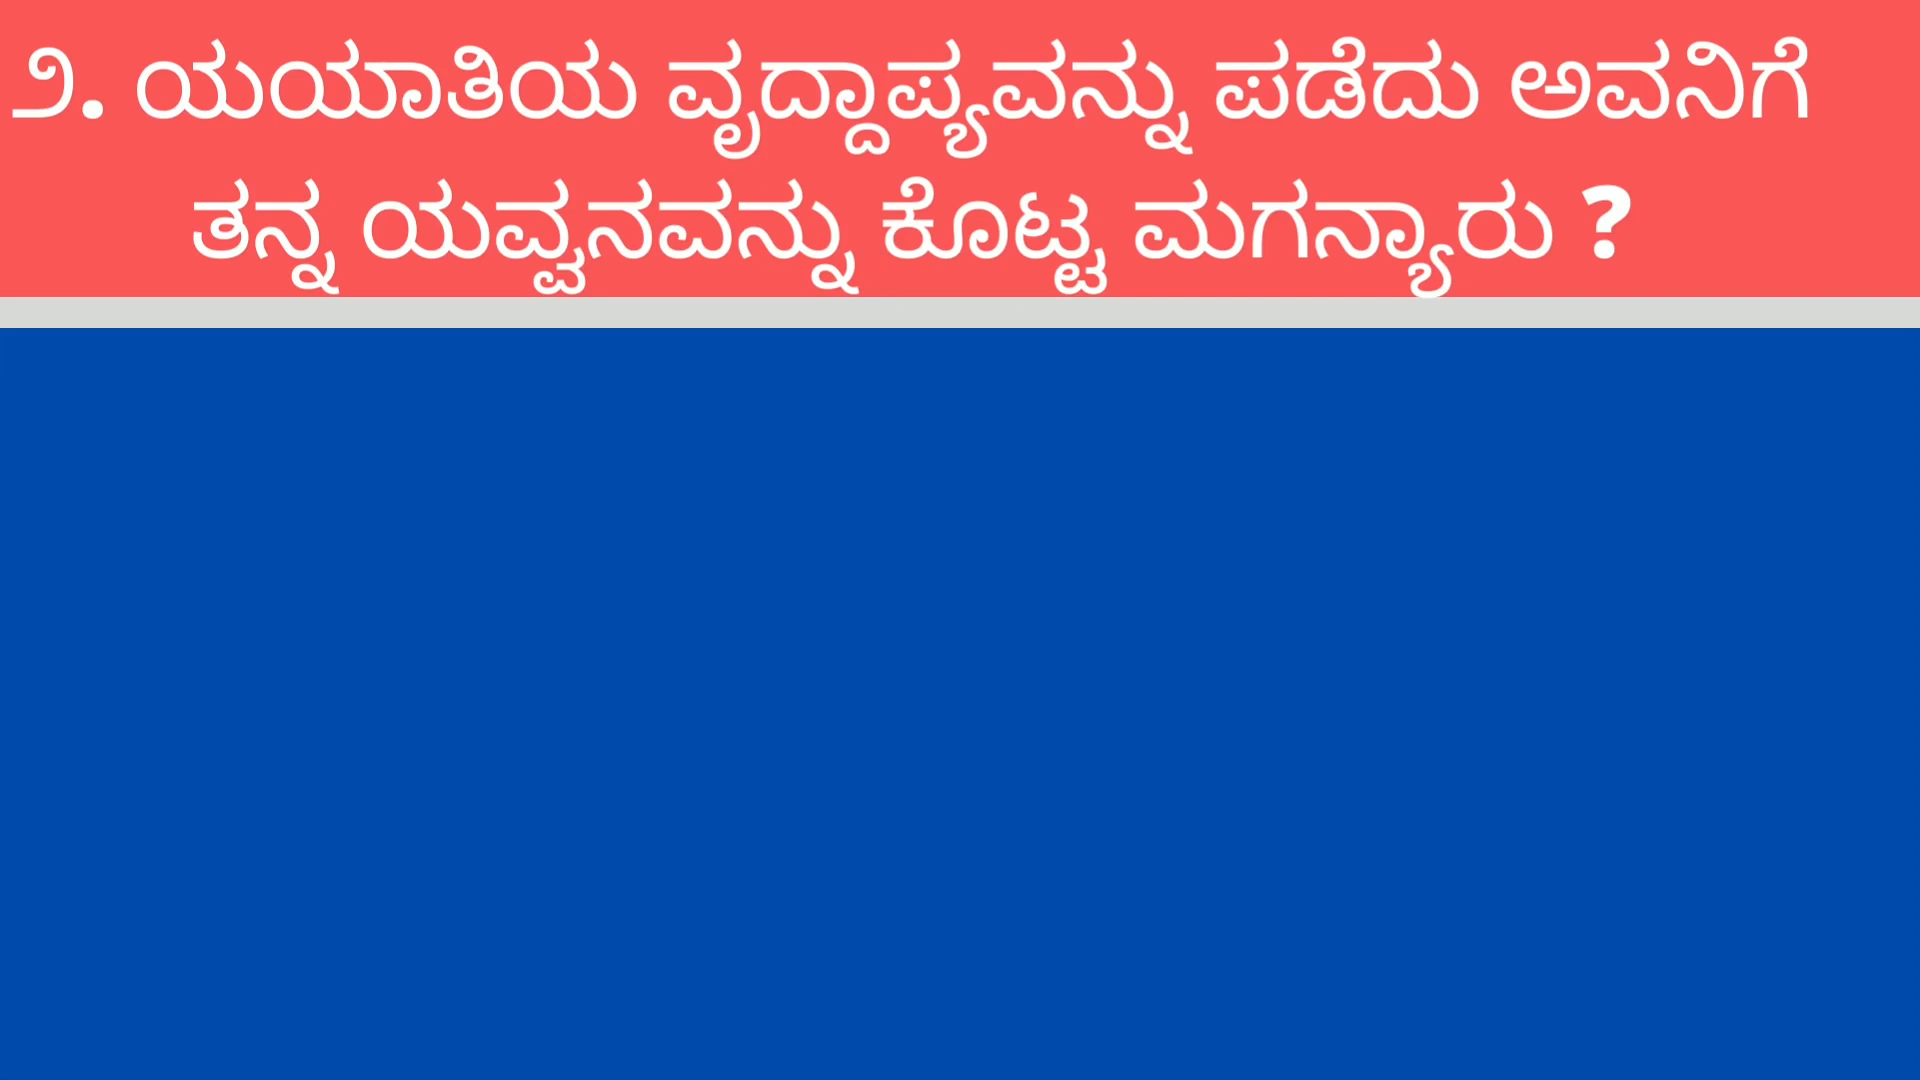 ೨. ಯಯಾತಿಯ ವೃದ್ದಾಪ್ಯವನ್ನು ಪಡೆದು ಅವನಿಗೆ
ತನ್ನ ಯವ್ವನವನ್ನು ಕೊಟ್ಟ ಮಗನ್ಯಾರು ?